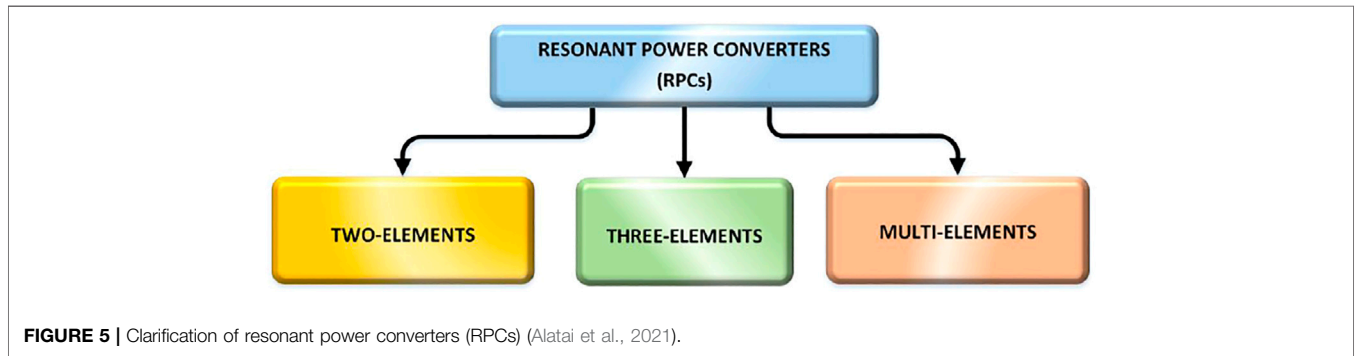 RESONANT POWER CONVERTERS
(RPCs)
TWO-ELEMENTS
THREE-ELEMENTS
MULTI-ELEMENTS
FIGURE 5 | Clarification of resonant power converters (RPCs) (Alatai et al., 2021).